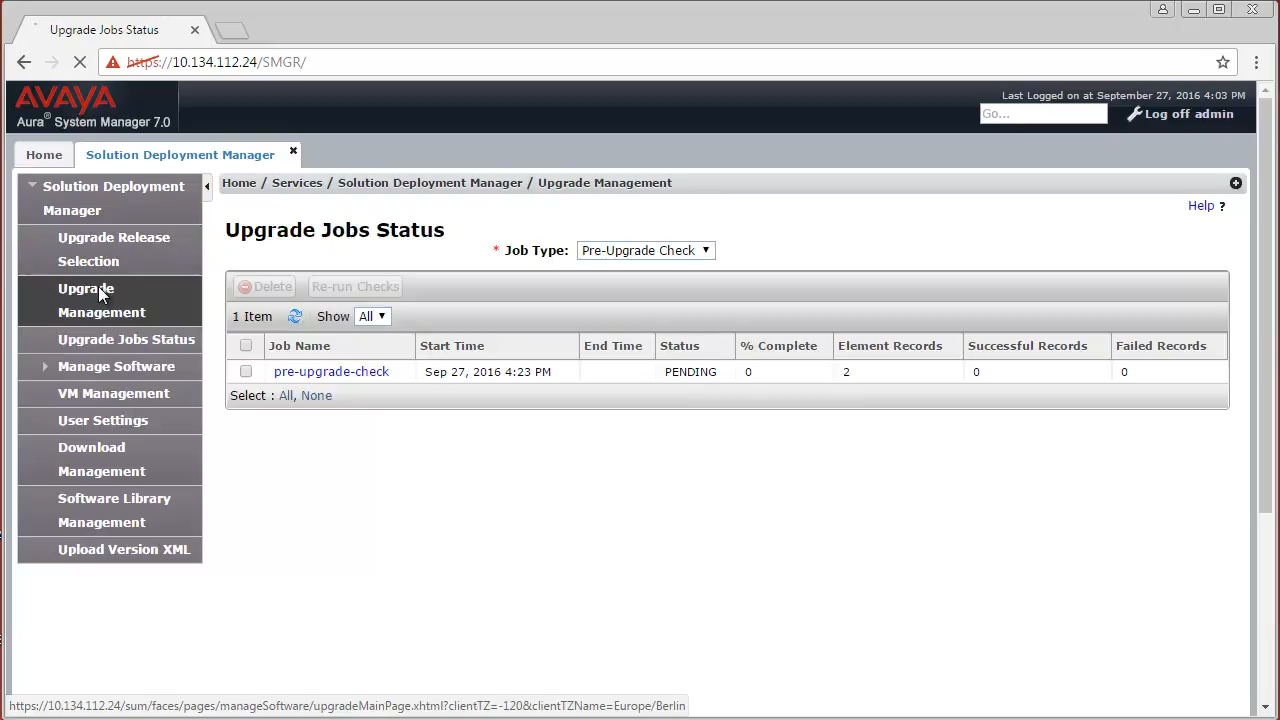 Upgrade Jobs Status
https://10.134.112.24/SMGR/
AVAYA
Aura® System Manager 7.0
Last Logged on at September 27, 2016 4:03 PM
Go...
Log off admin
Home
Solution Deployment Manager
Solution Deployment
Manager
Upgrade Release
Selection
Upgrade
Management
Upgrade Jobs Status
Manage Software
VM Management
User Settings
Download
Management
Software Library
Management
Upload Version XML
Home / Services / Solution Deployment Manager / Upgrade Management
Help ?
Upgrade Jobs Status
* Job Type: Pre-Upgrade Check
Delete Re-run Checks
1 Item Show All
Job Name Start Time End Time Status % Complete Element Records Successful Records Failed Records
pre-upgrade-check Sep 27, 2016 4:23 PM PENDING 0 2 0 0
Select : All, None
https://10.134.112.24/sum/faces/pages/manageSoftware/upgradeMainPage.xhtml?clientTZ=-120&clientTZName=Europe/Berlin